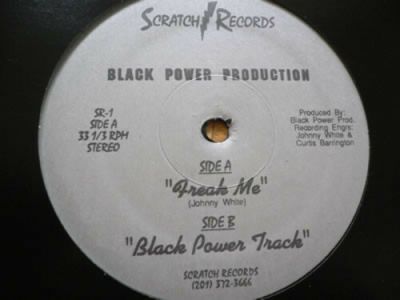 SCRATCH RECORDS
BLACK POWER PRODUCTION
SR-1
SIDE A
33 1/3 RPM
STEREO
Produced By:
Black Power Prod.
Recording Engrs:
Johnny White &
Curtis Barrington
SIDE A
"Freak Me"
(Johnny White)
SIDE B
"Black Power Track"
SCRATCH RECORDS
(201) 372-3666